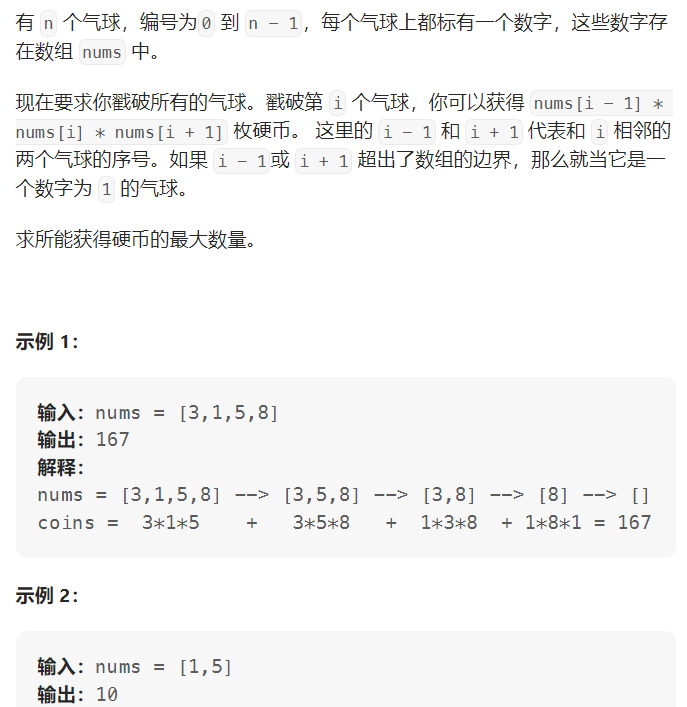 有 n 个气球，编号为0 到 n - 1，每个气球上都标有一个数字，这些数字存
在数组 nums 中。
现在要求你戳破所有的气球。戳破第 i 个气球，你可以获得 nums[i - 1] *
nums[i] * nums[i + 1] 枚硬币。 这里的 i - 1 和 i + 1 代表和 i 相邻的
两个气球的序号。如果 i - 1或 i + 1 超出了数组的边界，那么就当它是一
个数字为 1 的气球。
求所能获得硬币的最大数量。
示例 1：
输入：nums = [3,1,5,8]
输出：167
解释：
nums = [3,1,5,8] --> [3,5,8] --> [3,8] --> [8] --> []
coins =  3*1*5    +   3*5*8   +  1*3*8  + 1*8*1 = 167
示例 2：
输入：nums = [1,5]
输出：10